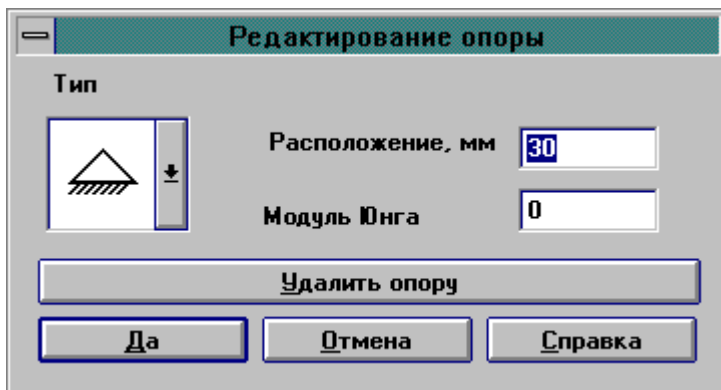 Редактирование опоры
Тип
Расположение, мм 30
Модуль Юнга 0
Удалить опору
Да Отмена Справка